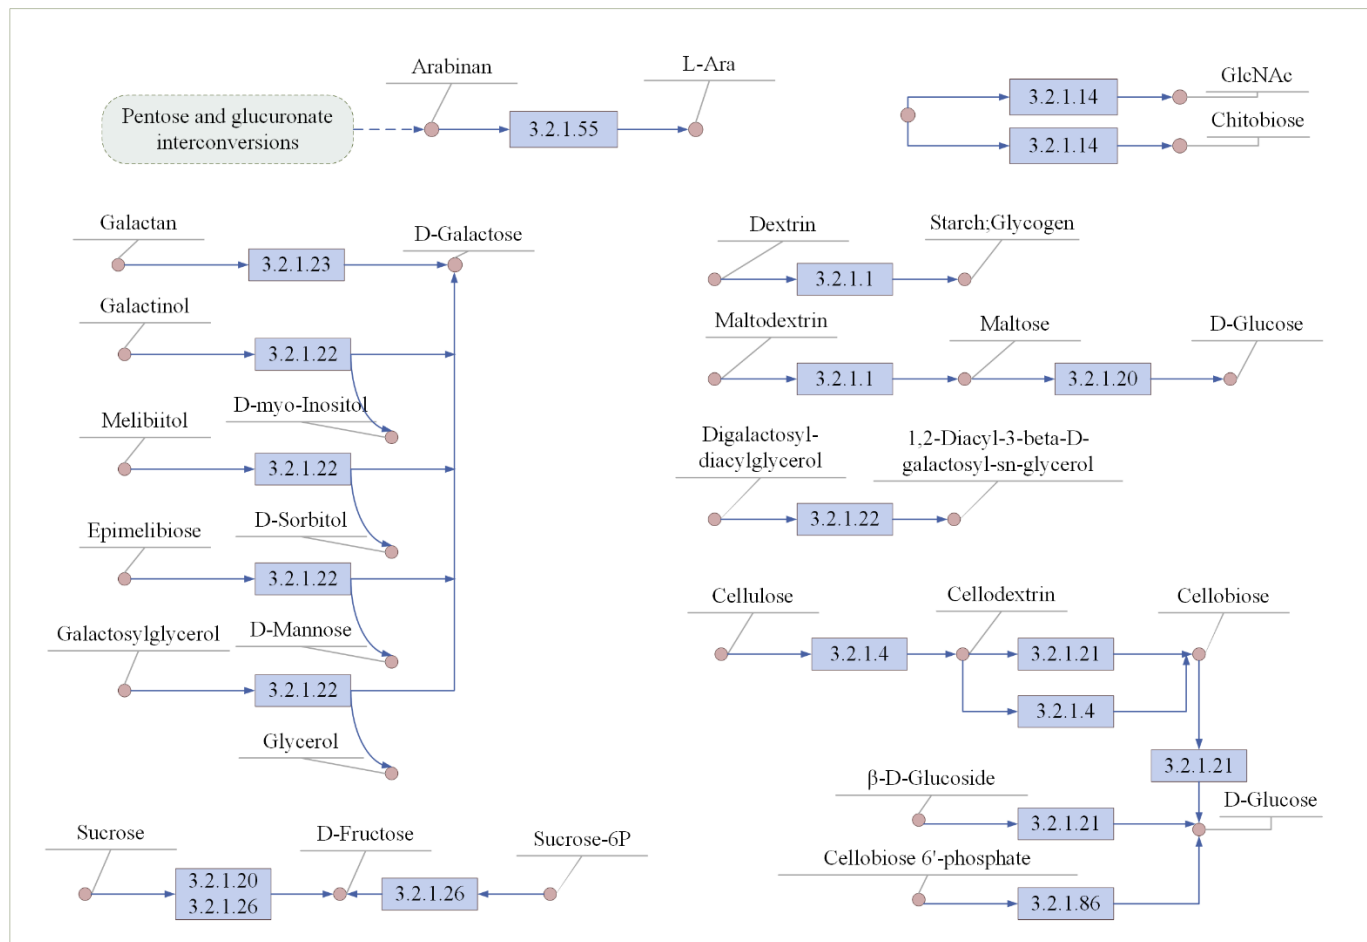 Arabinan
L-Ara
Pentose and glucuronate
interconversions
3.2.1.55
GlcNAc
3.2.1.14
Chitobiose
3.2.1.14
Galactan
D-Galactose
3.2.1.23
Galactinol
3.2.1.22
D-myo-Inositol
Melibiitol
3.2.1.22
D-Sorbitol
Epimelibiose
3.2.1.22
D-Mannose
Galactosylglycerol
3.2.1.22
Glycerol
Dextrin
Starch;Glycogen
3.2.1.1
Maltodextrin
Maltose
D-Glucose
3.2.1.1
3.2.1.20
Digalactosyl-
diacylglycerol
1,2-Diacyl-3-beta-D-
galactosyl-sn-glycerol
3.2.1.22
Cellulose
Cellodextrin
Cellobiose
3.2.1.4
3.2.1.21
3.2.1.4
3.2.1.21
β-D-Glucoside
D-Glucose
3.2.1.21
Cellobiose 6'-phosphate
3.2.1.86
Sucrose
D-Fructose
Sucrose-6P
3.2.1.20
3.2.1.26
3.2.1.26